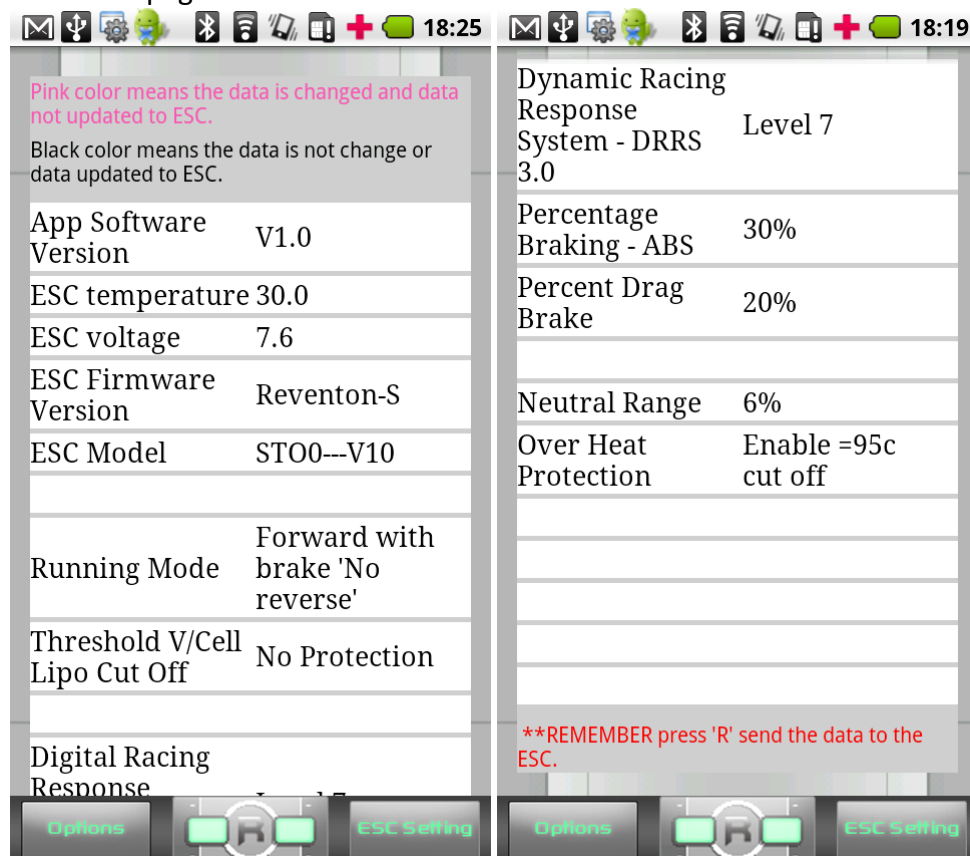 18:25
Pink color means the data is changed and data
not updated to ESC.
Black color means the data is not change or
data updated to ESC.
App Software
Version
V1.0
ESC temperature 30.0
ESC voltage 7.6
ESC Firmware
Version
Reventon-S
ESC Model STO0---V10
Running Mode
Forward with
brake 'No
reverse'
Threshold V/Cell
Lipo Cut Off
No Protection
Digital Racing
Response
Options
R
ESC Setting
18:19
Dynamic Racing
Response
System - DRRS
3.0
Level 7
Percentage
Braking - ABS
30%
Percent Drag
Brake
20%
Neutral Range 6%
Over Heat
Protection
Enable =95c
cut off
**REMEMBER press 'R' send the data to the
ESC.
Options
R
ESC Setting